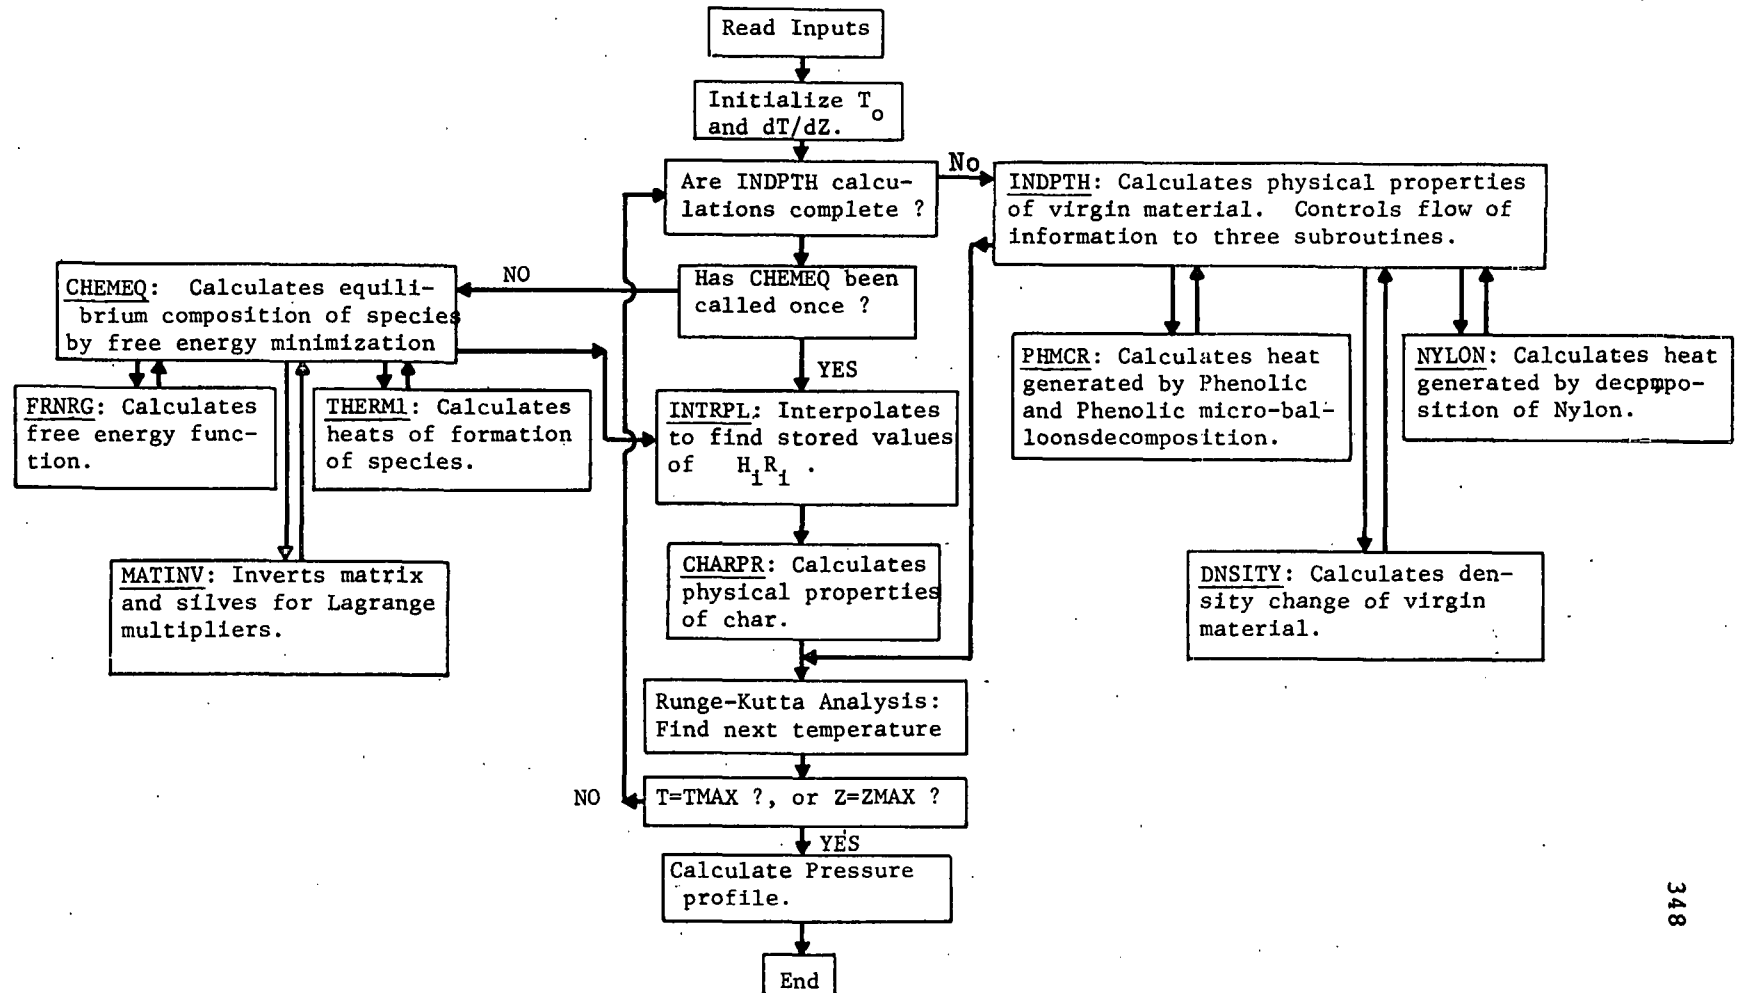 Read Inputs
Initialize To
and dT/dZ.
Are INDPTH calcu-
lations complete ?
No
INDPTH: Calculates physical properties
of virgin material. Controls flow of
information to three subroutines.
Has CHEMEQ been
called once ?
NO
CHEMEQ: Calculates equili-
brium composition of species
by free energy minimization
YES
FRNRG: Calculates
free energy func-
tion.
THERM1: Calculates
heats of formation
of species.
INTRPL: Interpolates
to find stored values
of HiRi .
PHMCR: Calculates heat
generated by Phenolic
and Phenolic micro-bal-
loonsdecomposition.
NYLON: Calculates heat
generated by decpmpo-
sition of Nylon.
MATINV: Inverts matrix
and silves for Lagrange
multipliers.
CHARPR: Calculates
physical properties
of char.
DNSITY: Calculates den-
sity change of virgin
material.
Runge-Kutta Analysis:
Find next temperature
NO
T=TMAX ?, or Z=ZMAX ?
YES
Calculate Pressure
profile.
End
348